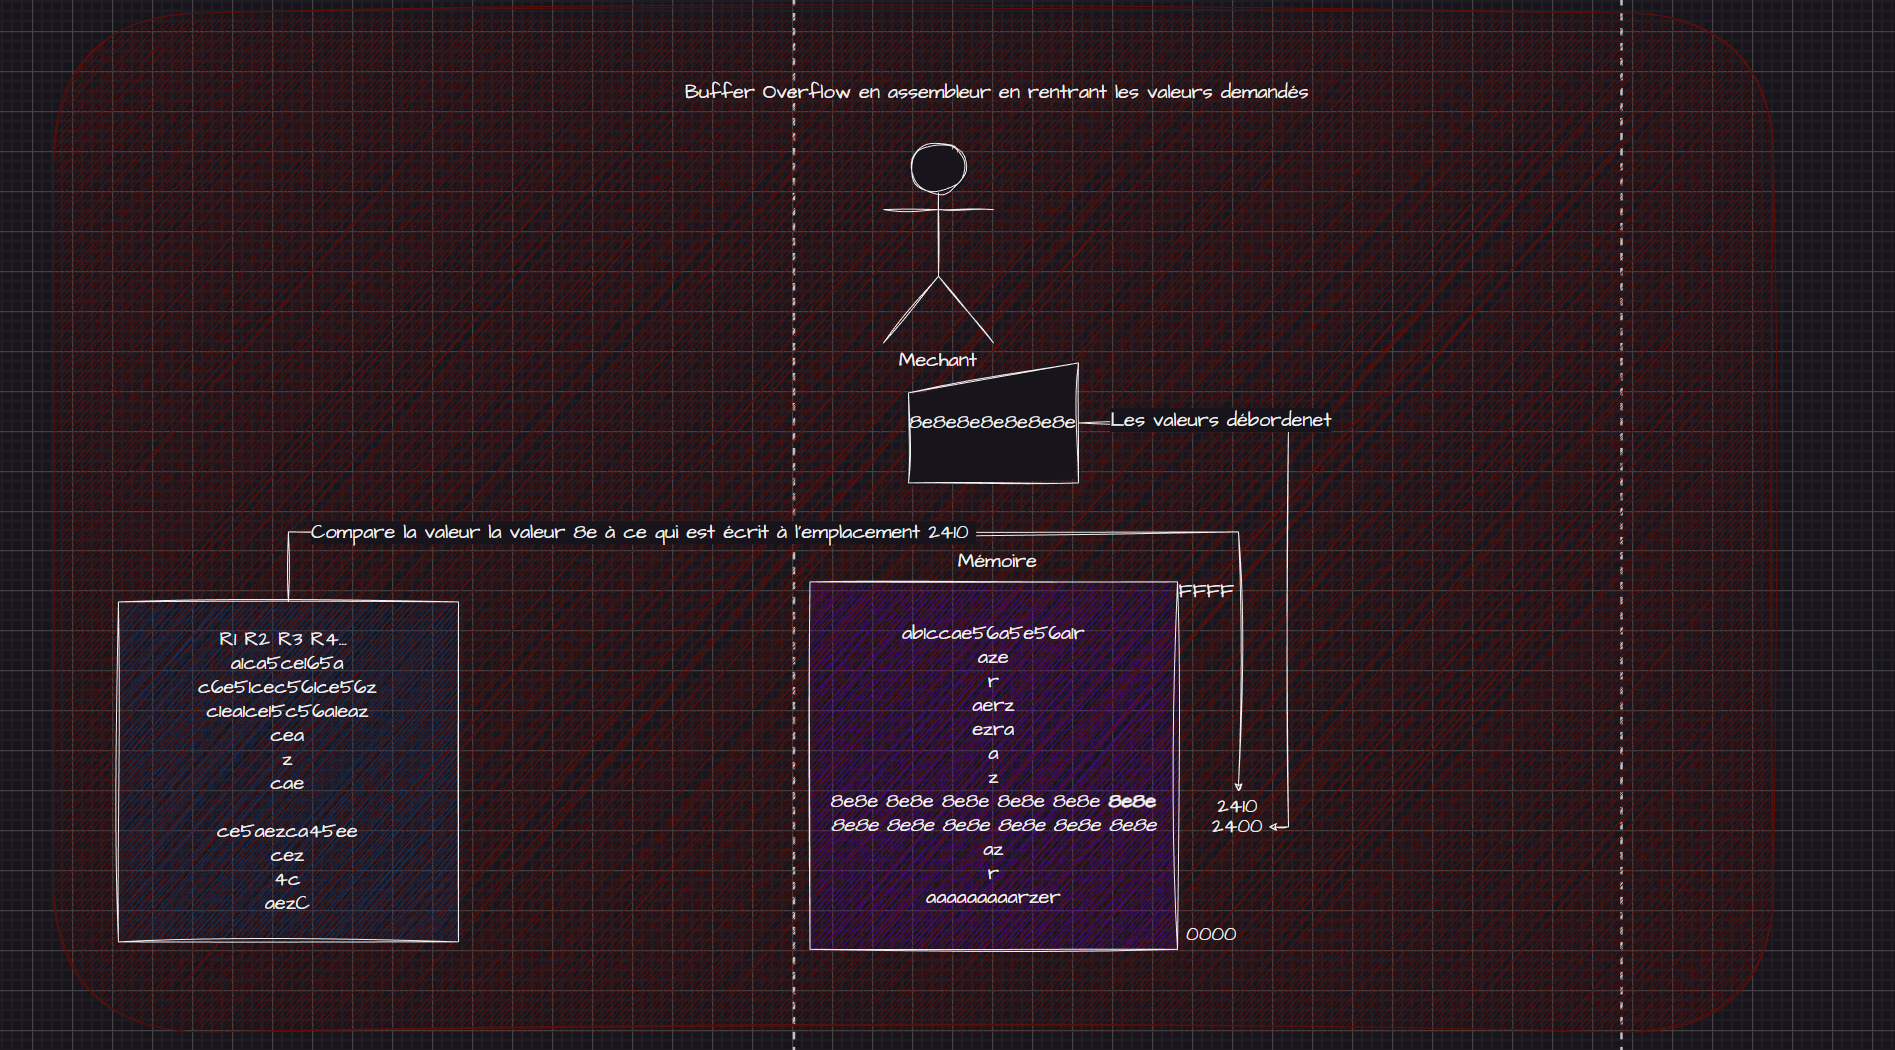 Buffer Overflow en assembleur en rentrant les valeurs demandés
Mechant
8e8e8e8e8e8e8e
Les valeurs débordenet
Compare la valeur la valeur 8e à ce qui est écrit à l'emplacement 2410
Mémoire
FFFF
R1 R2 R3 R4...
a1ca5ce165a
c6e51cec561ce56z
c1ea1ce15c56a1eaz
cea
z
cae
ce5aezca45ee
cez
4c
aezC
ab1ccae56a5e56a1r
aze
r
aerz
ezra
a
z
8e8e 8e8e 8e8e 8e8e 8e8e 8e8e
8e8e 8e8e 8e8e 8e8e 8e8e 8e8e
az
r
aaaaaaaaarzer
2410
2400
0000